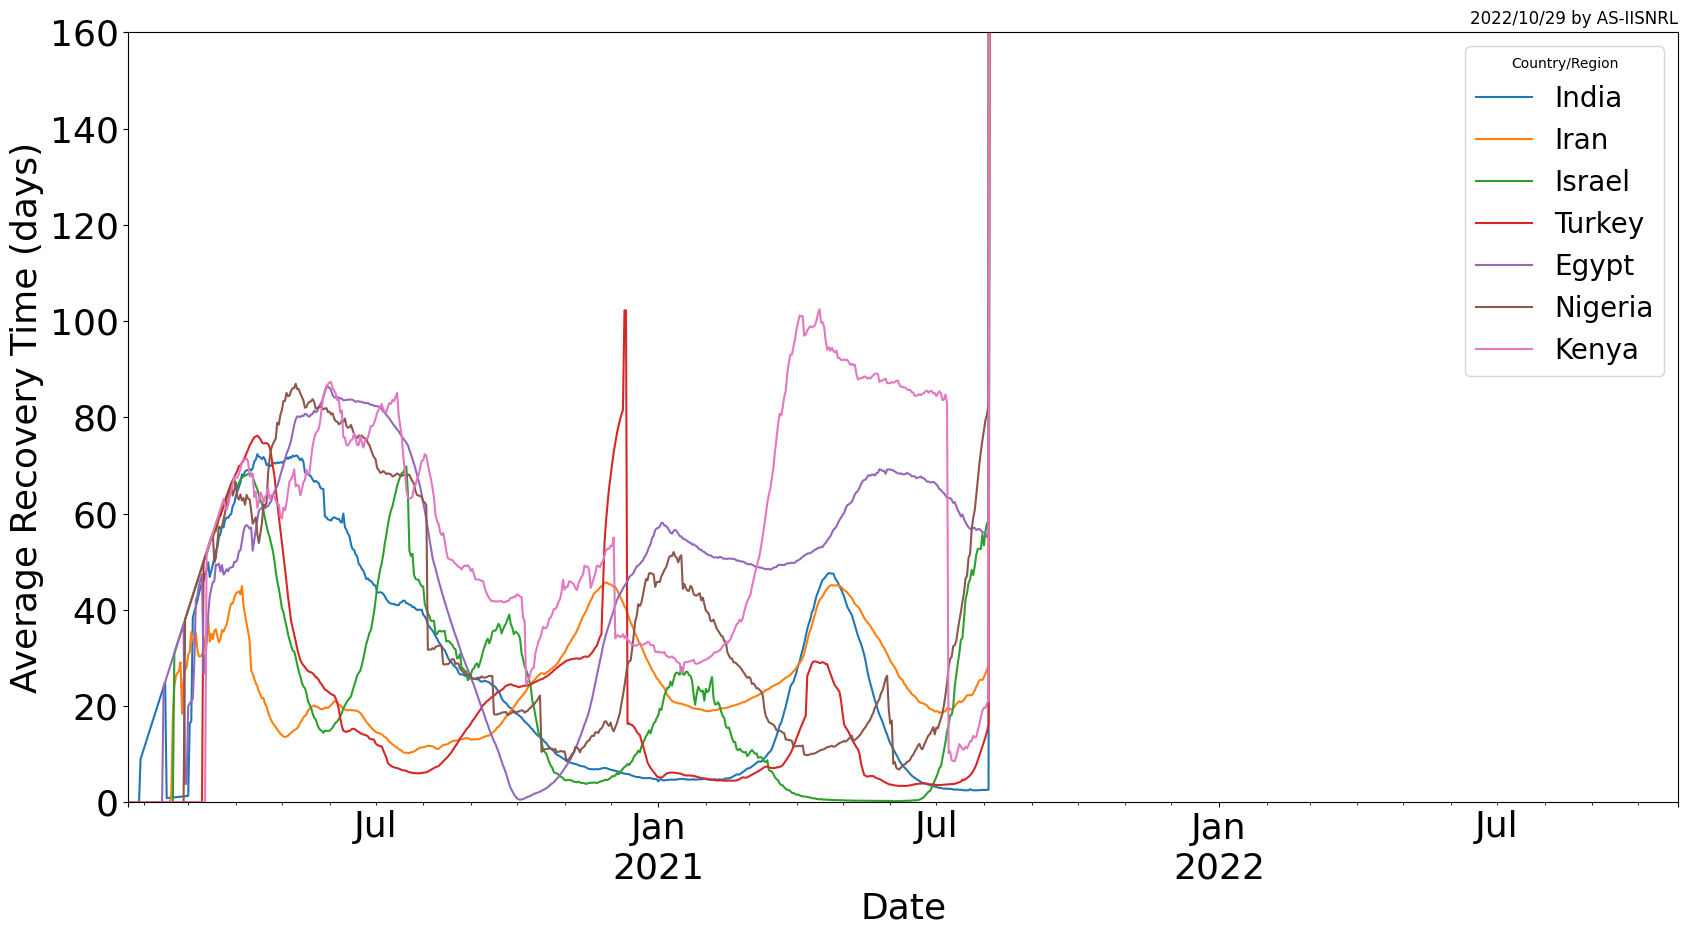 2022/10/29 by AS-IISNRL
160
140
120
100
80
60
40
20
0
Average Recovery Time (days)
Country/Region
India
Iran
Israel
Turkey
Egypt
Nigeria
Kenya
Jul
Jan
2021
Jul
Jan
2022
Jul
Date